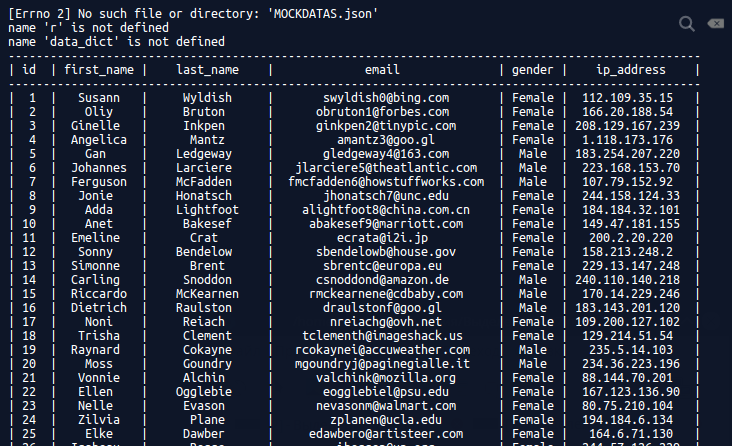 [Errno 2] No such file or directory: 'MOCKDATAS.json'
name 'r' is not defined
name 'data_dict' is not defined
| id | first_name | last_name | email | gender | ip_address |
| 1 | Susann | Wyldish | swyldish0@bing.com | Female | 112.109.35.15 |
| 2 | Oliy | Bruton | obruton1@forbes.com | Female | 166.20.188.54 |
| 3 | Ginelle | Inkpen | ginkpen2@tinypic.com | Female | 208.129.167.239 |
| 4 | Angelica | Mantz | amantz3@goo.gl | Female | 1.118.173.176 |
| 5 | Gan | Ledgeway | gledgeway4@163.com | Male | 183.254.207.220 |
| 6 | Johannes | Larciere | jlarciere5@theatlantic.com | Male | 223.168.153.70 |
| 7 | Ferguson | McFadden | fmcfadden6@howstuffworks.com | Male | 107.79.152.92 |
| 8 | Jonie | Honatsch | jhonatsch7@unc.edu | Female | 244.158.124.33 |
| 9 | Adda | Lightfoot | alightfoot8@china.com.cn | Female | 184.184.32.101 |
| 10 | Anet | Bakesef | abakesef9@marriott.com | Female | 149.47.181.155 |
| 11 | Emeline | Crat | ecrata@i2i.jp | Female | 200.2.20.220 |
| 12 | Sonny | Bendelow | sbendelowb@house.gov | Female | 158.213.248.2 |
| 13 | Simonne | Brent | sbrentc@europa.eu | Female | 229.13.147.248 |
| 14 | Carling | Snoddon | csnoddond@amazon.de | Male | 240.110.140.218 |
| 15 | Riccardo | McKearnen | rmckearnene@cdbaby.com | Male | 170.14.229.246 |
| 16 | Dietrich | Raulston | draulstonf@goo.gl | Male | 183.143.201.120 |
| 17 | Noni | Reiach | nreiachg@ovh.net | Female | 109.200.127.102 |
| 18 | Trisha | Clement | tclementh@imageshack.us | Female | 129.214.51.54 |
| 19 | Raynard | Cokayne | rcokaynei@accuweather.com | Male | 235.5.14.103 |
| 20 | Moss | Goundry | mgoundryj@paginegialle.it | Male | 234.36.223.196 |
| 21 | Vonnie | Alchin | valchink@mozilla.org | Female | 88.144.70.201 |
| 22 | Ellen | Ogglebie | eogglebiel@psu.edu | Female | 167.123.136.90 |
| 23 | Nelle | Evason | nevasonm@walmart.com | Female | 80.75.210.104 |
| 24 | Zilvia | Plane | zplanen@ucla.edu | Female | 194.184.6.134 |
| 25 | Elke | Dawber | edawbero@artisteer.com | Female | 164.6.71.130 |